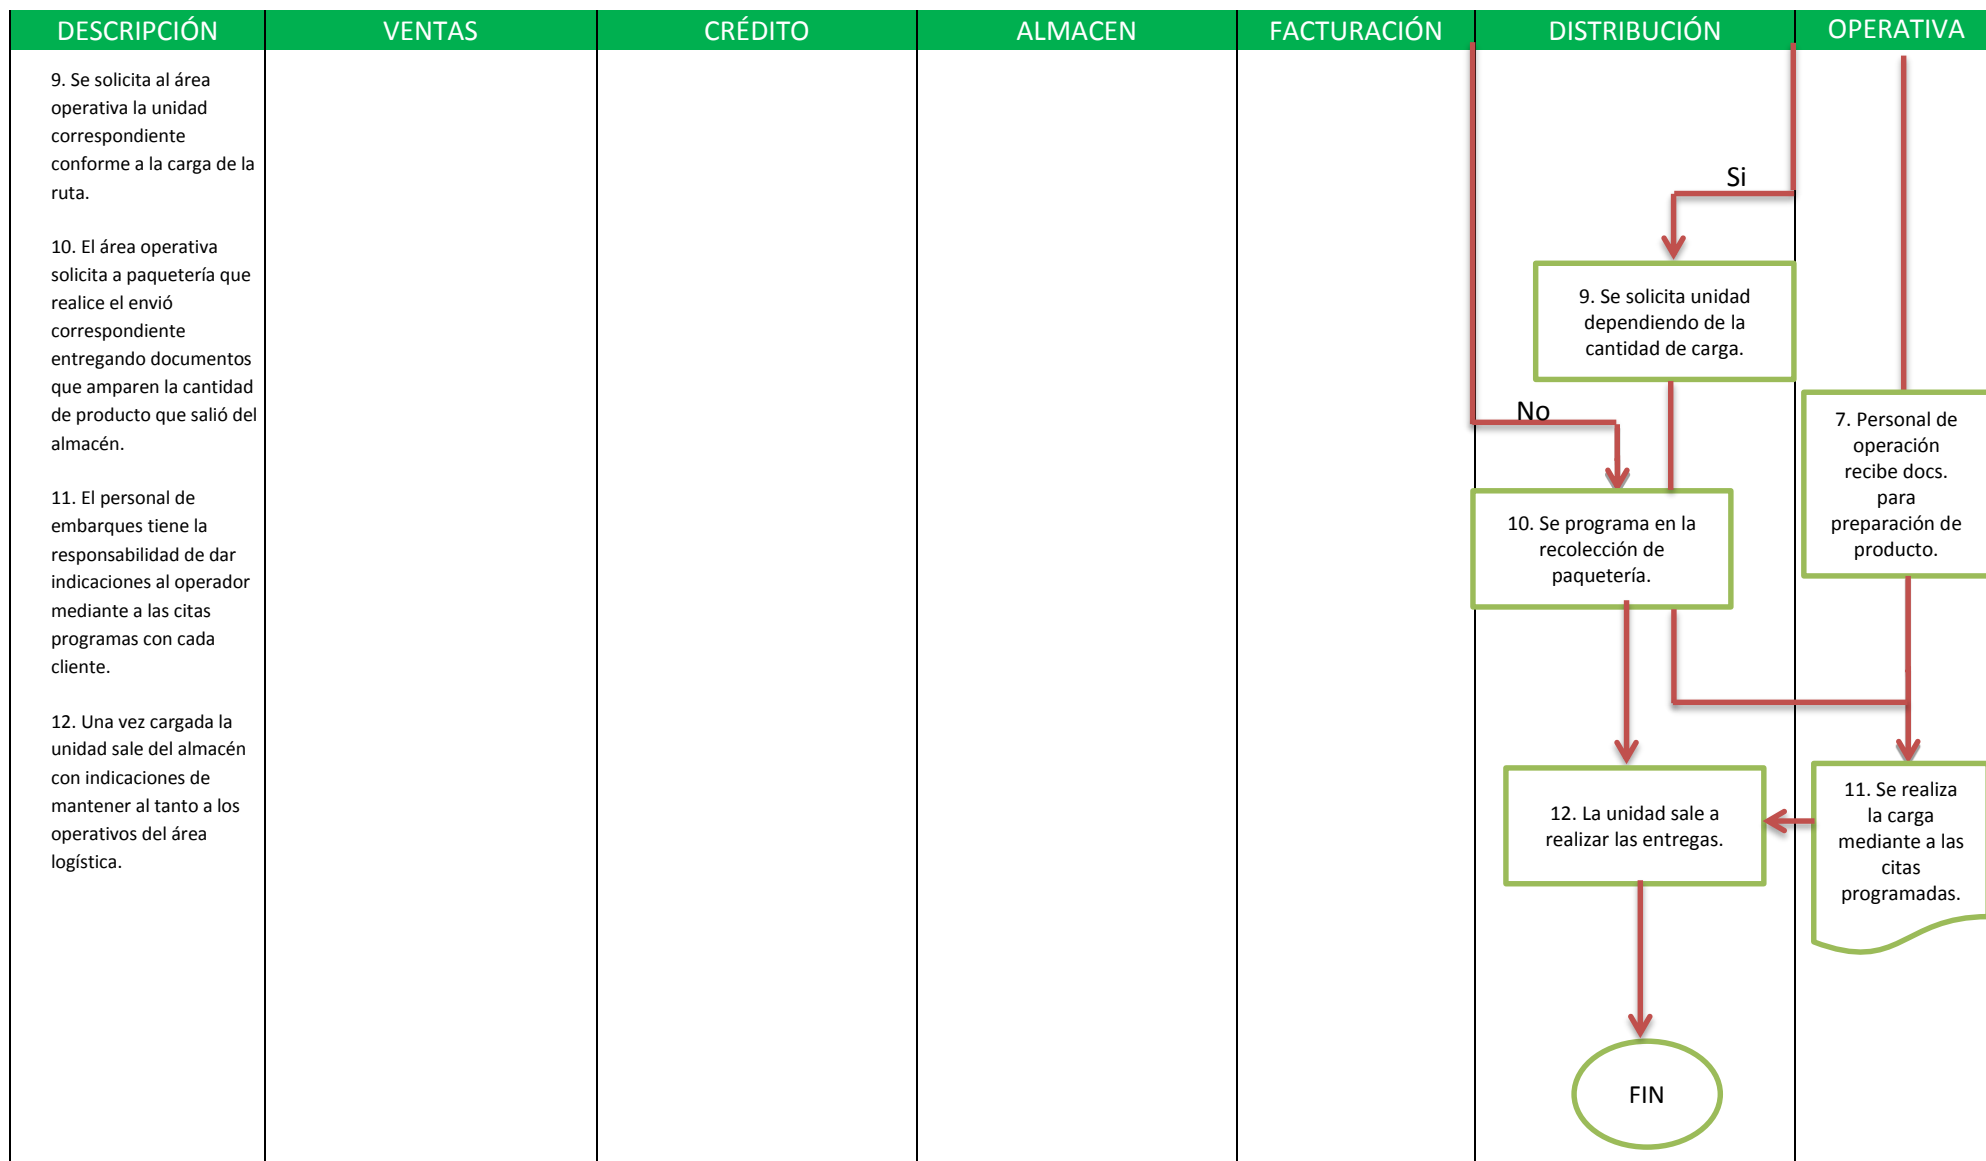 DESCRIPCIÓN
VENTAS
CRÉDITO
ALMACEN
FACTURACIÓN
DISTRIBUCIÓN
OPERATIVA
9. Se solicita al área
operativa la unidad
correspondiente
conforme a la carga de la
ruta.
10. El área operativa
solicita a paquetería que
realice el envió
correspondiente
entregando documentos
que amparen la cantidad
de producto que salió del
almacén.
11. El personal de
embarques tiene la
responsabilidad de dar
indicaciones al operador
mediante a las citas
programas con cada
cliente.
12. Una vez cargada la
unidad sale del almacén
con indicaciones de
mantener al tanto a los
operativos del área
logística.
Si
9. Se solicita unidad
dependiendo de la
cantidad de carga.
No
7. Personal de
operación
recibe docs.
para
preparación de
producto.
10. Se programa en la
recolección de
paquetería.
12. La unidad sale a
realizar las entregas.
11. Se realiza
la carga
mediante a las
citas
programadas.
FIN